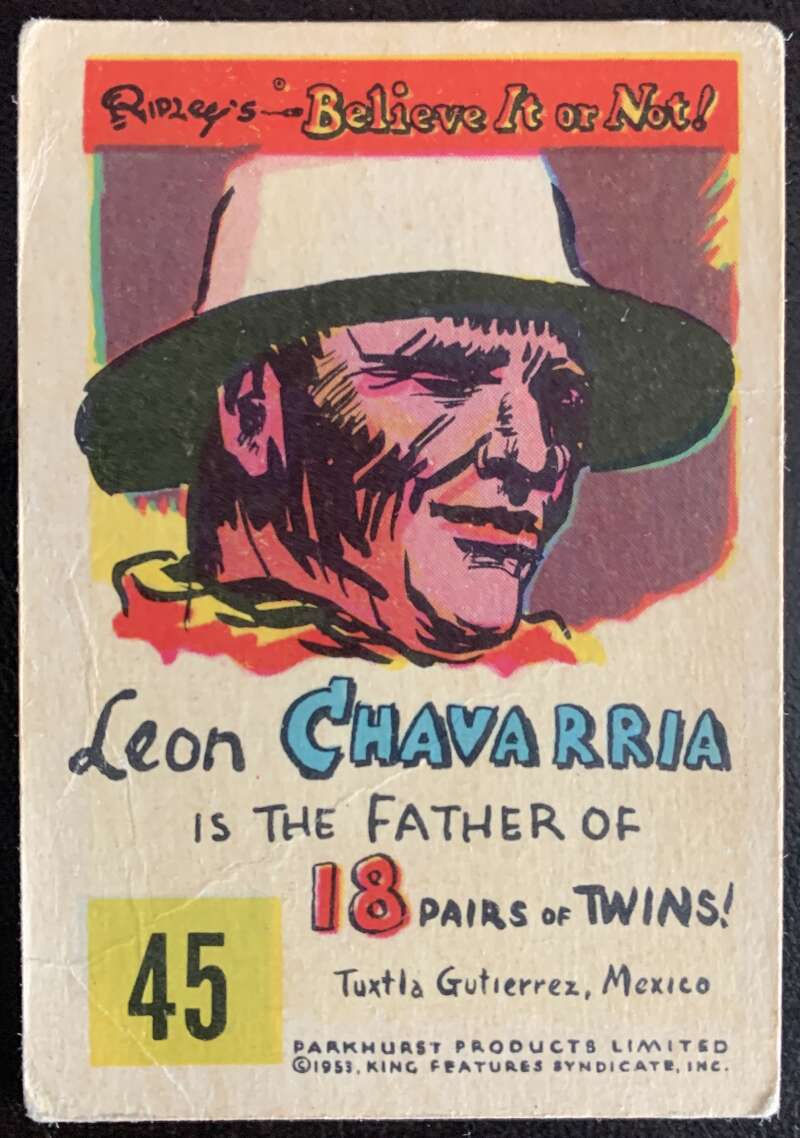 Ripley's Believe It or Not!
Leon CHAVARRIA
IS THE FATHER OF
18 PAIRS OF TWINS!
Tuxtla Gutierrez, Mexico
45
PARKHURST PRODUCTS LIMITED
©1953, KING FEATURES SYNDICATE, INC.